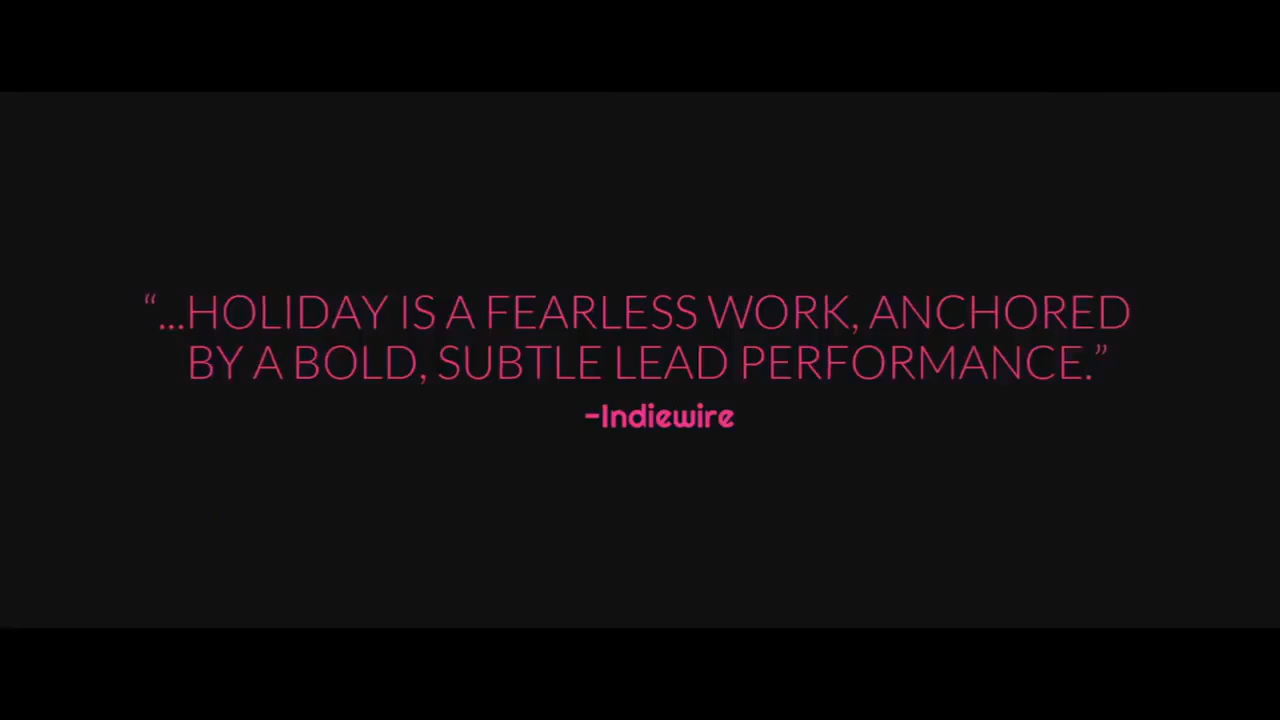 “...HOLIDAY IS A FEARLESS WORK, ANCHORED
BY A BOLD, SUBTLE LEAD PERFORMANCE.”
-Indiewire